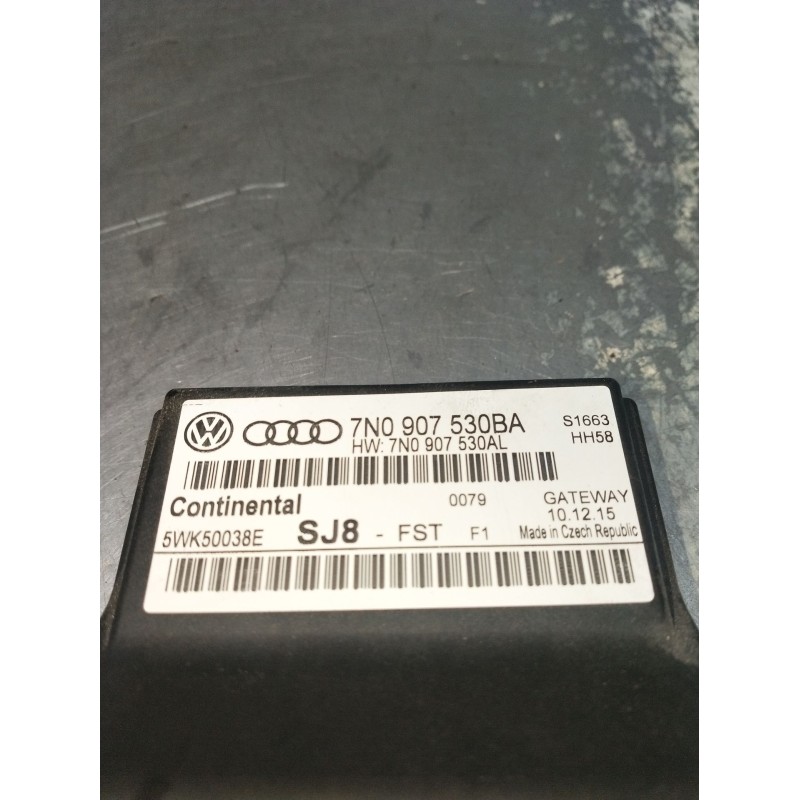 7N0 907 530BA
HW: 7N0 907 530AL
S1663
HH58
Continental
0079
GATEWAY
10.12.15
5WK50038E
SJ8 - FST F1
Made in Czech Republic